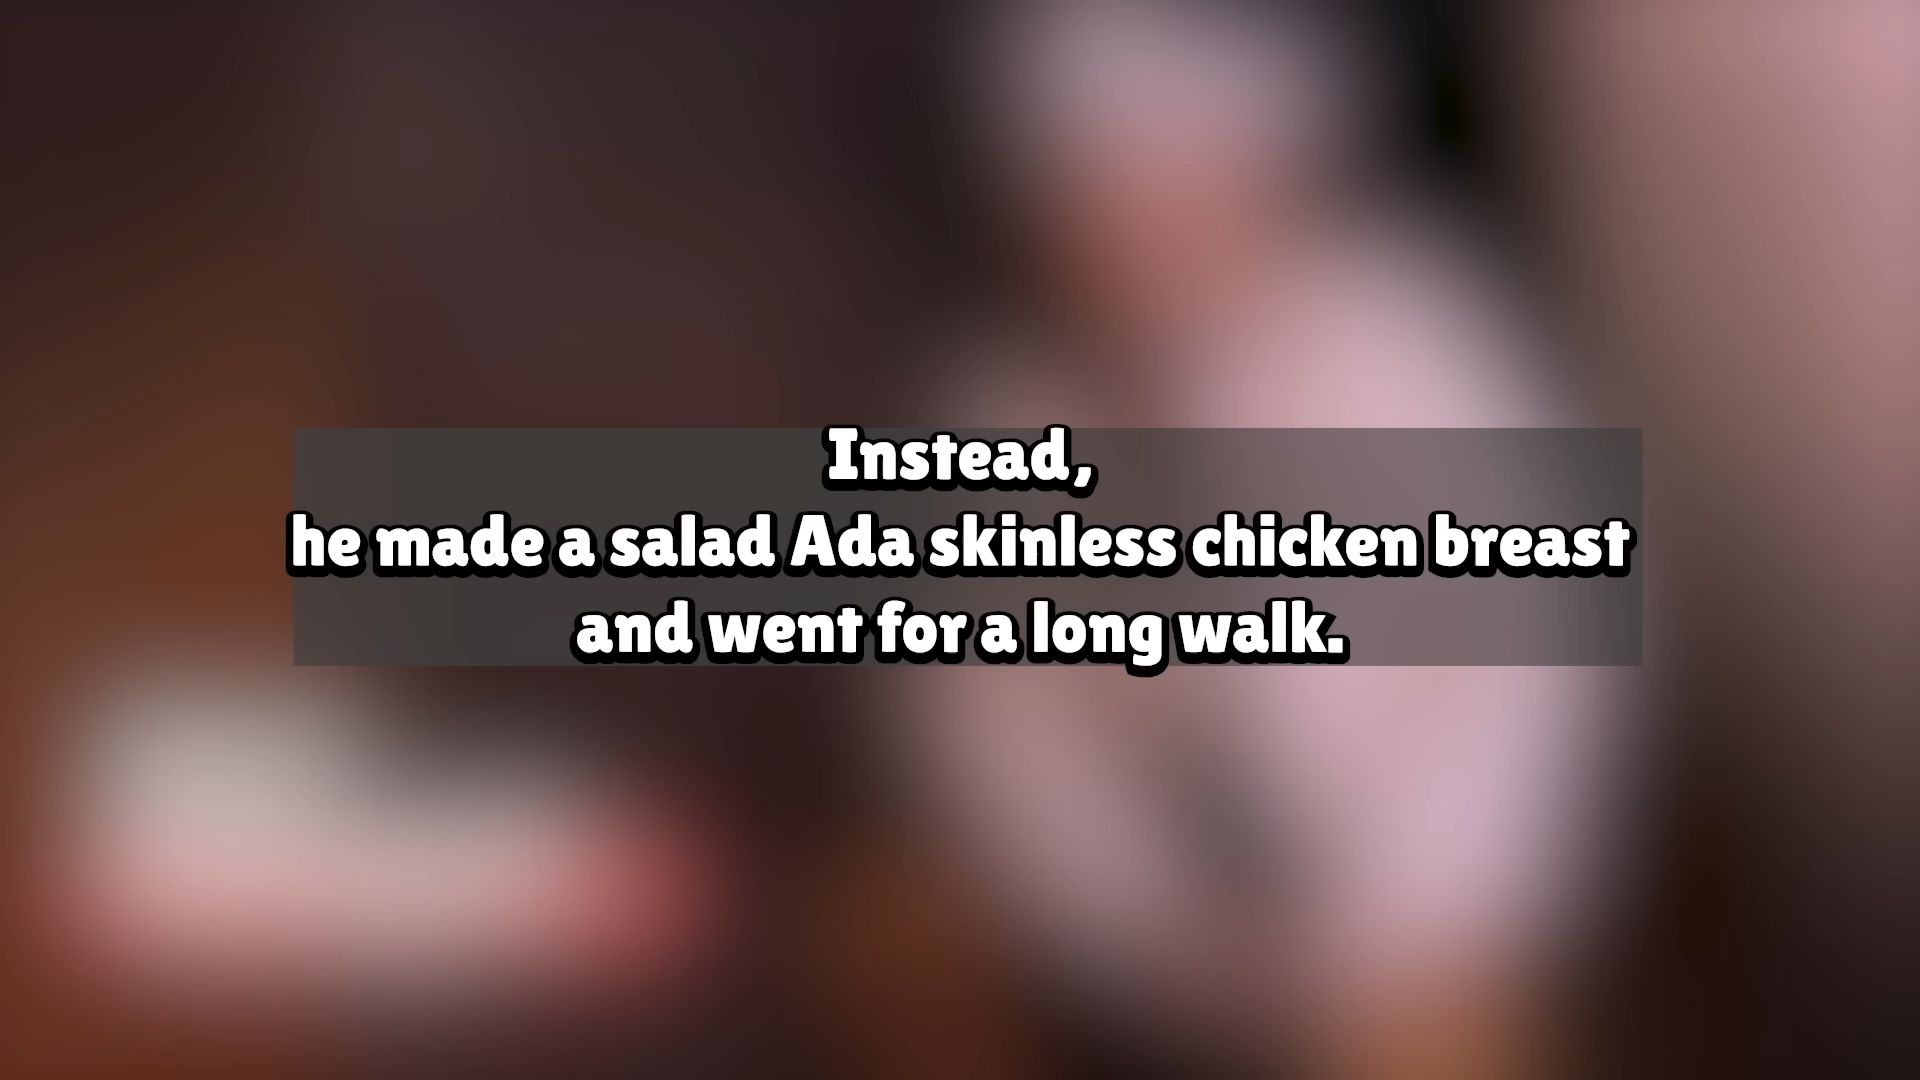 Instead,
he made a salad Ada skinless chicken breast
and went for a long walk.